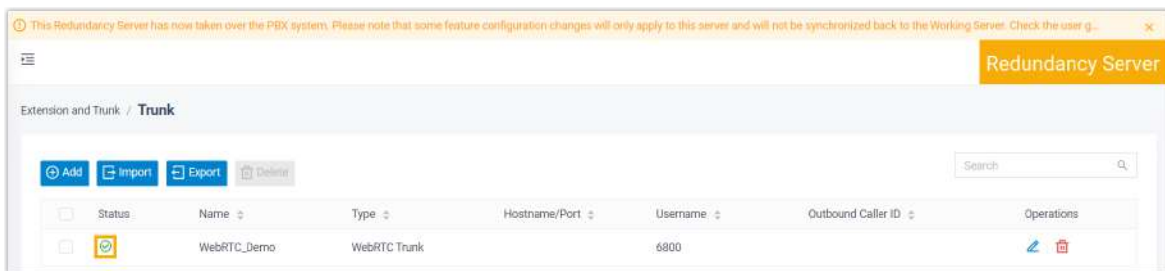 This Redundancy Server has now taken over the PBX system. Please note that some feature configuration changes will only apply to this server and will not be synchronized back to the Working Server. Check the user g...
Redundancy Server
Extension and Trunk / Trunk
Add Import Export Delete Search
Status Name Type Hostname/Port Username Outbound Caller ID Operations
WebRTC_Demo WebRTC Trunk 6800